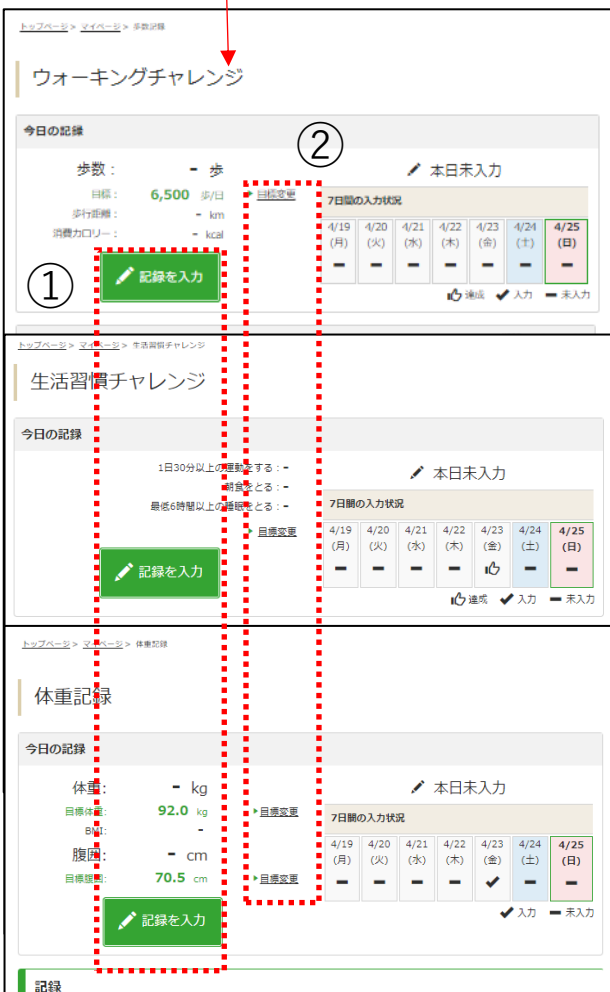 トップページ > マイページ > 歩数記録
ウォーキングチャレンジ
今日の記録
②
歩数： - 歩
目標： 6,500 歩/日 目標変更
歩行距離： - km
消費カロリー： - kcal
①
記録を入力
本日未入力
7日間の入力状況
4/19 4/20 4/21 4/22 4/23 4/24 4/25
(月) (火) (水) (木) (金) (土) (日)
達成 入力 未入力
トップページ > マイページ > 生活習慣チャレンジ
生活習慣チャレンジ
今日の記録
1日30分以上の運動をする：-
朝食をとる：-
最低6時間以上の睡眠をとる：-
目標変更
記録を入力
本日未入力
7日間の入力状況
4/19 4/20 4/21 4/22 4/23 4/24 4/25
(月) (火) (水) (木) (金) (土) (日)
達成 入力 未入力
トップページ > マイページ > 体重記録
体重記録
今日の記録
体重: - kg
目標体重: 92.0 kg 目標変更
BMI: -
腹囲: - cm
目標腹囲: 70.5 cm 目標変更
記録を入力
本日未入力
7日間の入力状況
4/19 4/20 4/21 4/22 4/23 4/24 4/25
(月) (火) (水) (木) (金) (土) (日)
入力 未入力
記録